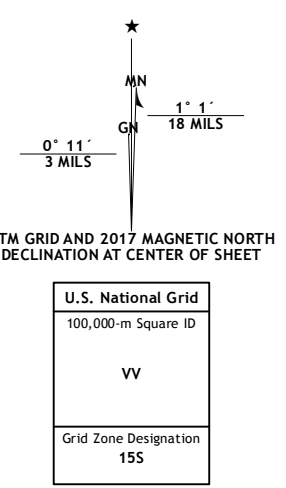 MN
1° 1´
18 MILS
GN
0° 11´
3 MILS
TM GRID AND 2017 MAGNETIC NORTH
DECLINATION AT CENTER OF SHEET
U.S. National Grid
100,000-m Square ID
VV
Grid Zone Designation
15S